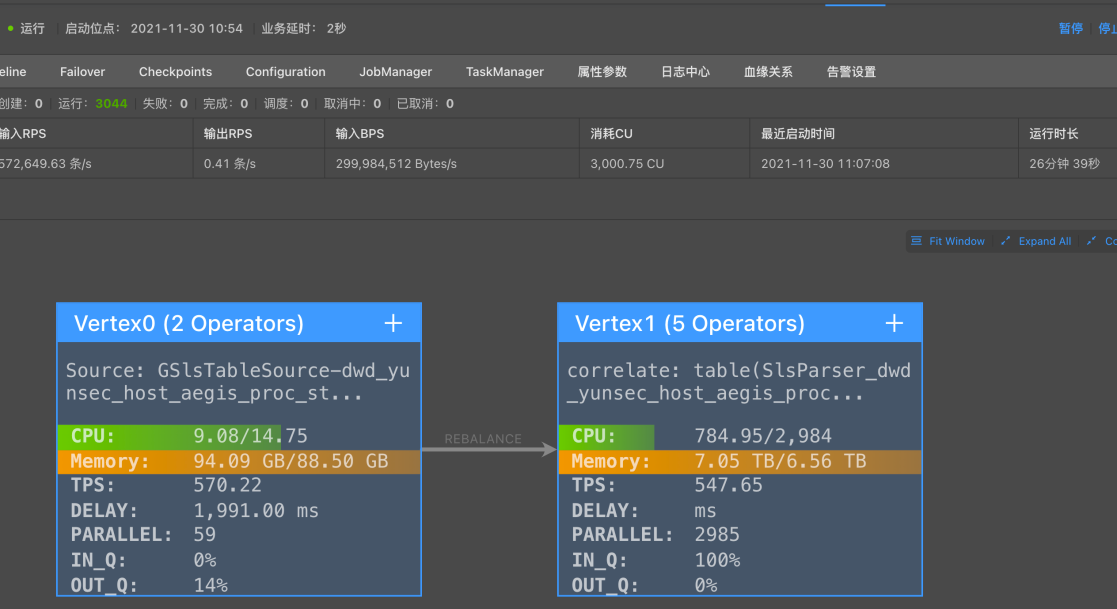 运行 启动位点： 2021-11-30 10:54 业务延时： 2秒 暂停
eline Failover Checkpoints Configuration JobManager TaskManager 属性参数 日志中心 血缘关系 告警设置
创建：0 运行：3044 失败：0 完成：0 调度：0 取消中：0 已取消：0
输入RPS 输出RPS 输入BPS 消耗CU 最近启动时间 运行时长
572,649.63 条/s 0.41 条/s 299,984,512 Bytes/s 3,000.75 CU 2021-11-30 11:07:08 26分钟 39秒
Fit Window Expand All Co
Vertex0 (2 Operators) +
Source: GSlsTableSource-dwd_yu
nsec_host_aegis_proc_st...
CPU: 9.08/14.75
Memory: 94.09 GB/88.50 GB
TPS: 570.22
DELAY: 1,991.00 ms
PARALLEL: 59
IN_Q: 0%
OUT_Q: 14%
REBALANCE
Vertex1 (5 Operators) +
correlate: table(SlsParser_dwd
_yunsec_host_aegis_proc...
CPU: 784.95/2,984
Memory: 7.05 TB/6.56 TB
TPS: 547.65
DELAY: ms
PARALLEL: 2985
IN_Q: 100%
OUT_Q: 0%